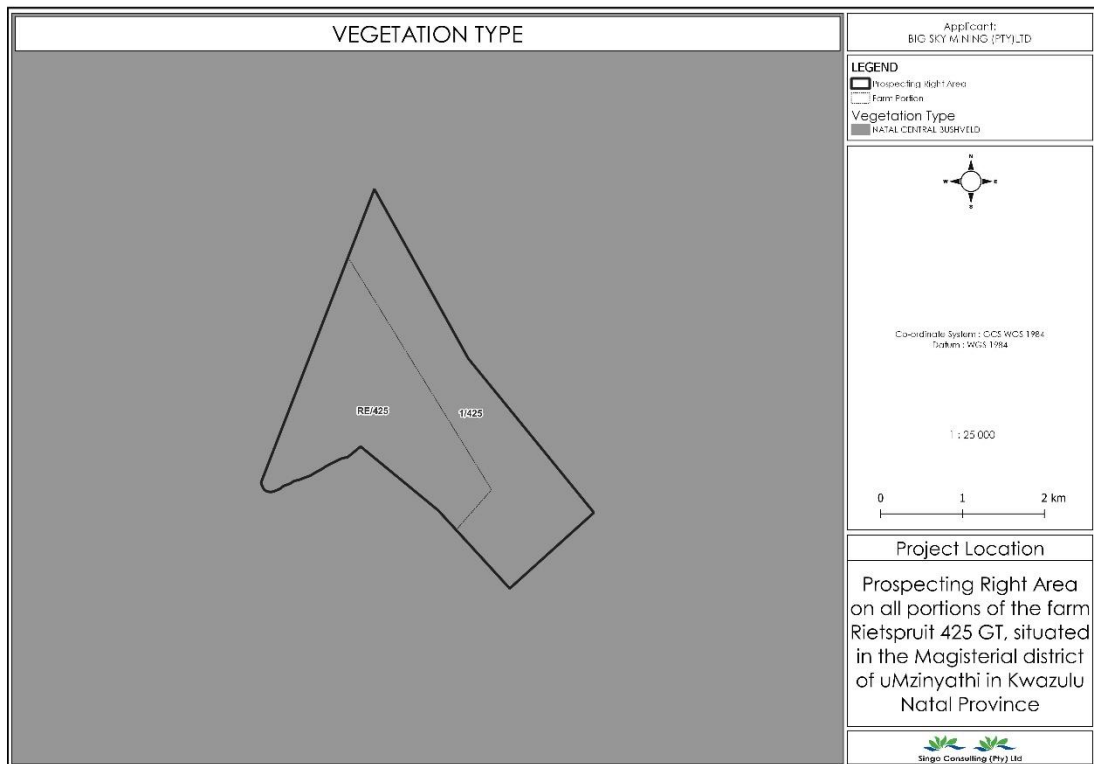 VEGETATION TYPE
RE/425
1/425
Applicant:
BIG SKY MINING (PTY)LTD
LEGEND
Prospecting Right Area
Farm Portion
Vegetation Type
NATAL CENTRAL BUSHVELD
N
W E
S
Co-ordinate System : GCS WGS 1984
Datum : WGS 1984
1 : 25 000
0 1 2 km
Project Location
Prospecting Right Area
on all portions of the farm
Rietspruit 425 GT, situated
in the Magisterial district
of uMzinyathi in Kwazulu
Natal Province
Singo Consulting (Pty) Ltd